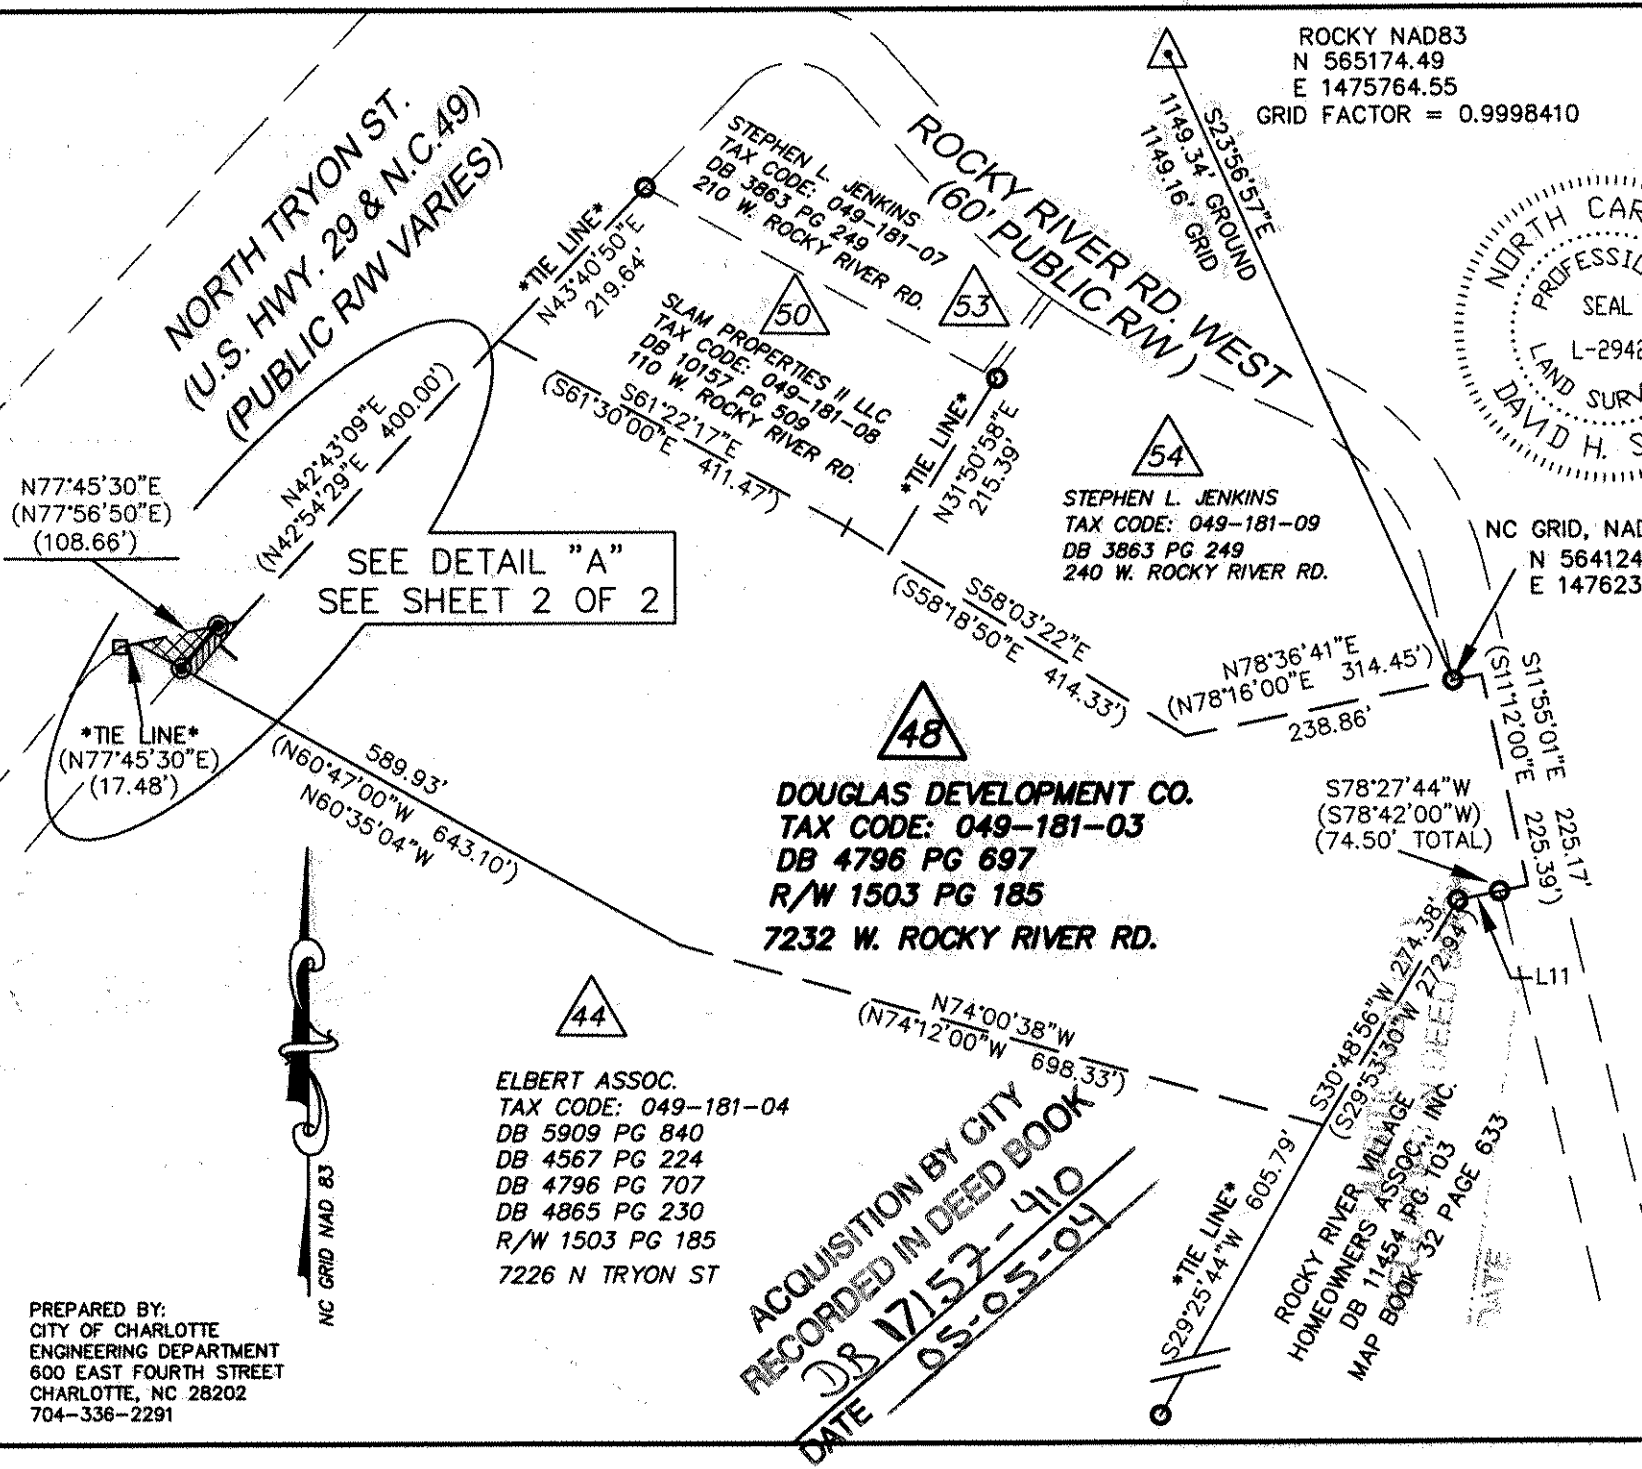 ROCKY NAD83
N 565174.49
E 1475764.55
GRID FACTOR = 0.9998410
S23°56'57"E
1149.34' GROUND
1149.16' GRID
NORTH TRYON ST.
(U.S. HWY. 29 & N.C.49)
(PUBLIC R/W VARIES)
ROCKY RIVER RD. WEST
(60' PUBLIC R/W)
NORTH CAR
PROFESSI
SEAL
L-2942
LAND SURV
DAVID H. S
*TIE LINE*
N43°40'50"E
219.64'
STEPHEN L. JENKINS
TAX CODE: 049-181-07
DB 3863 PG 249
210 W. ROCKY RIVER RD.
50
53
SLAM PROPERTIES II LLC
TAX CODE: 049-181-08
DB 10157 PG 509
110 W. ROCKY RIVER RD.
S61°22'17"E
(S61°30'00"E 411.47')
*TIE LINE*
N31°50'58"E
215.39'
54
STEPHEN L. JENKINS
TAX CODE: 049-181-09
DB 3863 PG 249
240 W. ROCKY RIVER RD.
N42°43'09"E
(N42°54'29"E 400.00')
N77°45'30"E
(N77°56'50"E)
(108.66')
SEE DETAIL "A"
SEE SHEET 2 OF 2
NC GRID, NAD
N 564124
E 147623
S58°03'22"E
(S58°18'50"E 414.33')
N78°36'41"E
(N78°16'00"E 314.45')
238.86'
S11°55'01"E 225.17'
(S11°12'00"E 225.39')
*TIE LINE*
(N77°45'30"E)
(17.48')
589.93'
(N60°47'00"W 643.10')
N60°35'04"W
48
DOUGLAS DEVELOPMENT CO.
TAX CODE: 049-181-03
DB 4796 PG 697
R/W 1503 PG 185
7232 W. ROCKY RIVER RD.
S78°27'44"W
(S78°42'00"W)
(74.50' TOTAL)
L11
S30°48'56"W 274.38'
(S29°53'30"W 272.94')
N74°00'38"W
(N74°12'00"W 698.33')
44
ELBERT ASSOC.
TAX CODE: 049-181-04
DB 5909 PG 840
DB 4567 PG 224
DB 4796 PG 707
DB 4865 PG 230
R/W 1503 PG 185
7226 N TRYON ST
NC GRID NAD 83
ACQUISITION BY CITY
RECORDED IN DEED BOOK
DB 17152-410
DATE 05-05-04
*TIE LINE*
S29°25'44"W 605.79'
ROCKY RIVER VILLAGE
HOMEOWNERS ASSOC., INC.
DB 11454 PG 103
MAP BOOK 32 PAGE 633
DATE
PREPARED BY:
CITY OF CHARLOTTE
ENGINEERING DEPARTMENT
600 EAST FOURTH STREET
CHARLOTTE, NC 28202
704-336-2291